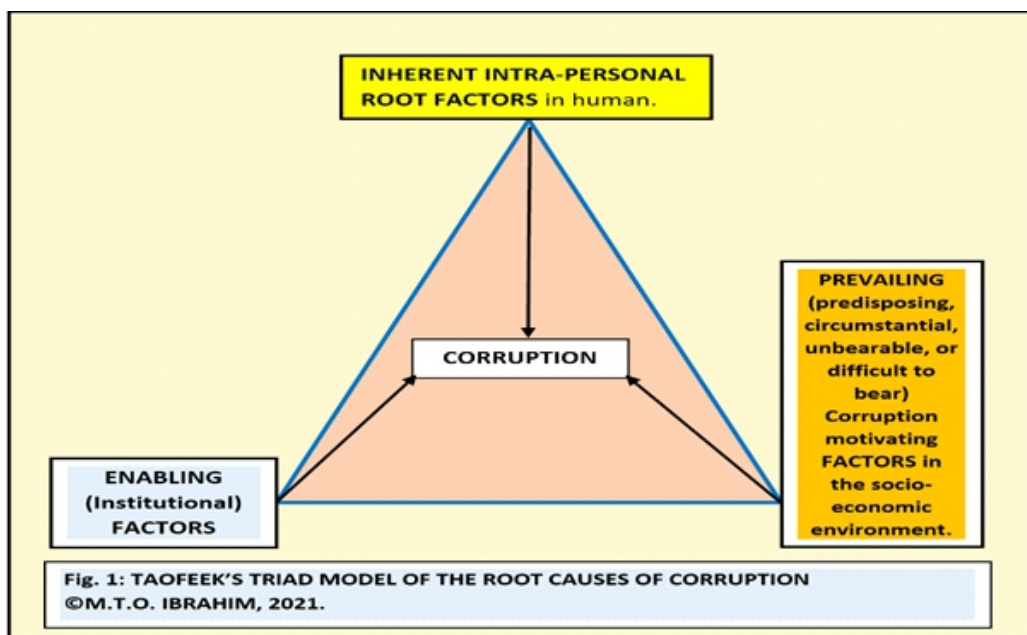 INHERENT INTRA-PERSONAL
ROOT FACTORS in human.
CORRUPTION
PREVAILING
(predisposing,
circumstantial,
unbearable, or
difficult to
bear)
Corruption
motivating
FACTORS in
the socio-
economic
environment.
ENABLING
(Institutional)
FACTORS
Fig. 1: TAOFEEK'S TRIAD MODEL OF THE ROOT CAUSES OF CORRUPTION
©M.T.O. IBRAHIM, 2021.